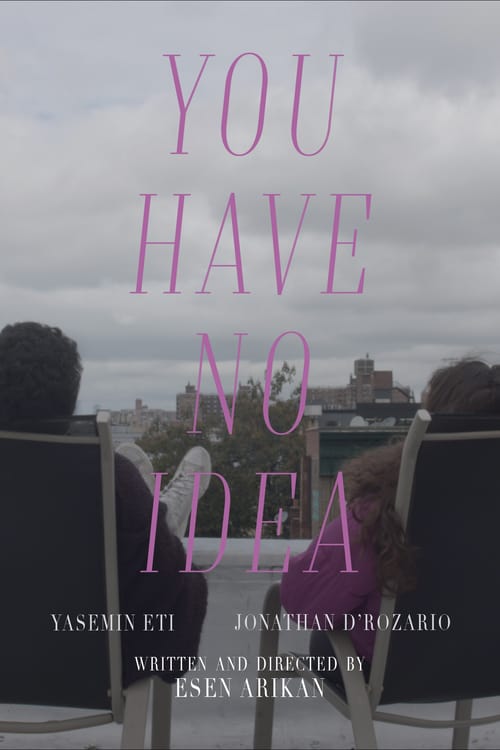 YOU
HAVE
NO
IDEA
YASEMIN ETI JONATHAN D'ROZARIO
WRITTEN AND DIRECTED BY
ESEN ARIKAN